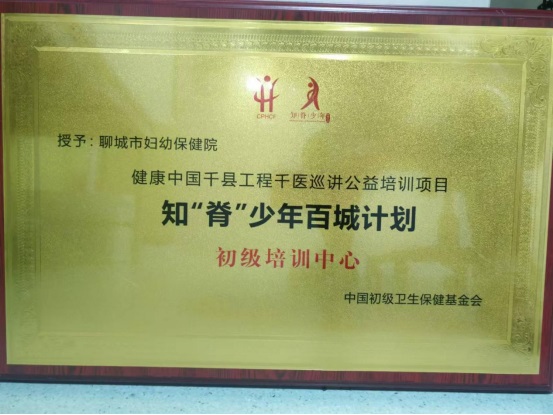 CPHCF 知脊少年
授予：聊城市妇幼保健院
健康中国千县工程千医巡讲公益培训项目
知“脊”少年百城计划
初级培训中心
中国初级卫生保健基金会